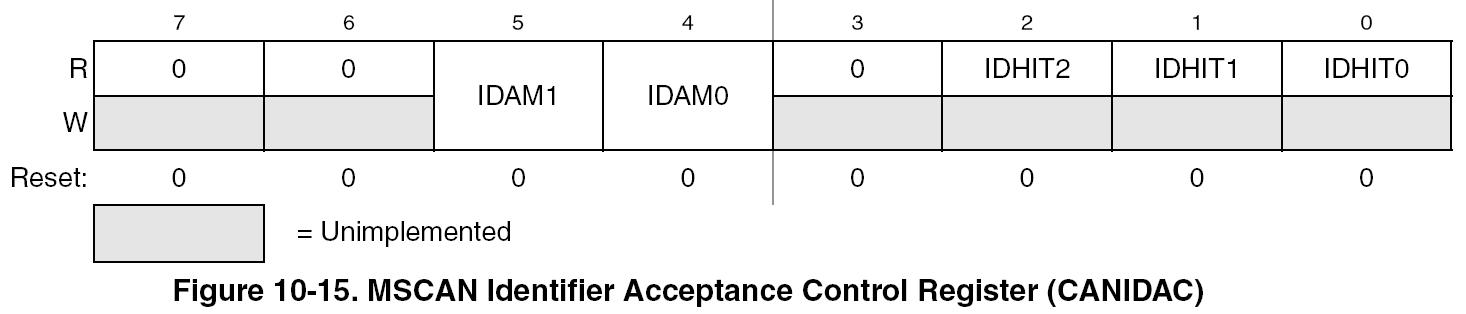 7 6 5 4 3 2 1 0
R 0 0 IDAM1 IDAM0 0 IDHIT2 IDHIT1 IDHIT0
W
Reset: 0 0 0 0 0 0 0 0
= Unimplemented
Figure 10-15. MSCAN Identifier Acceptance Control Register (CANIDAC)